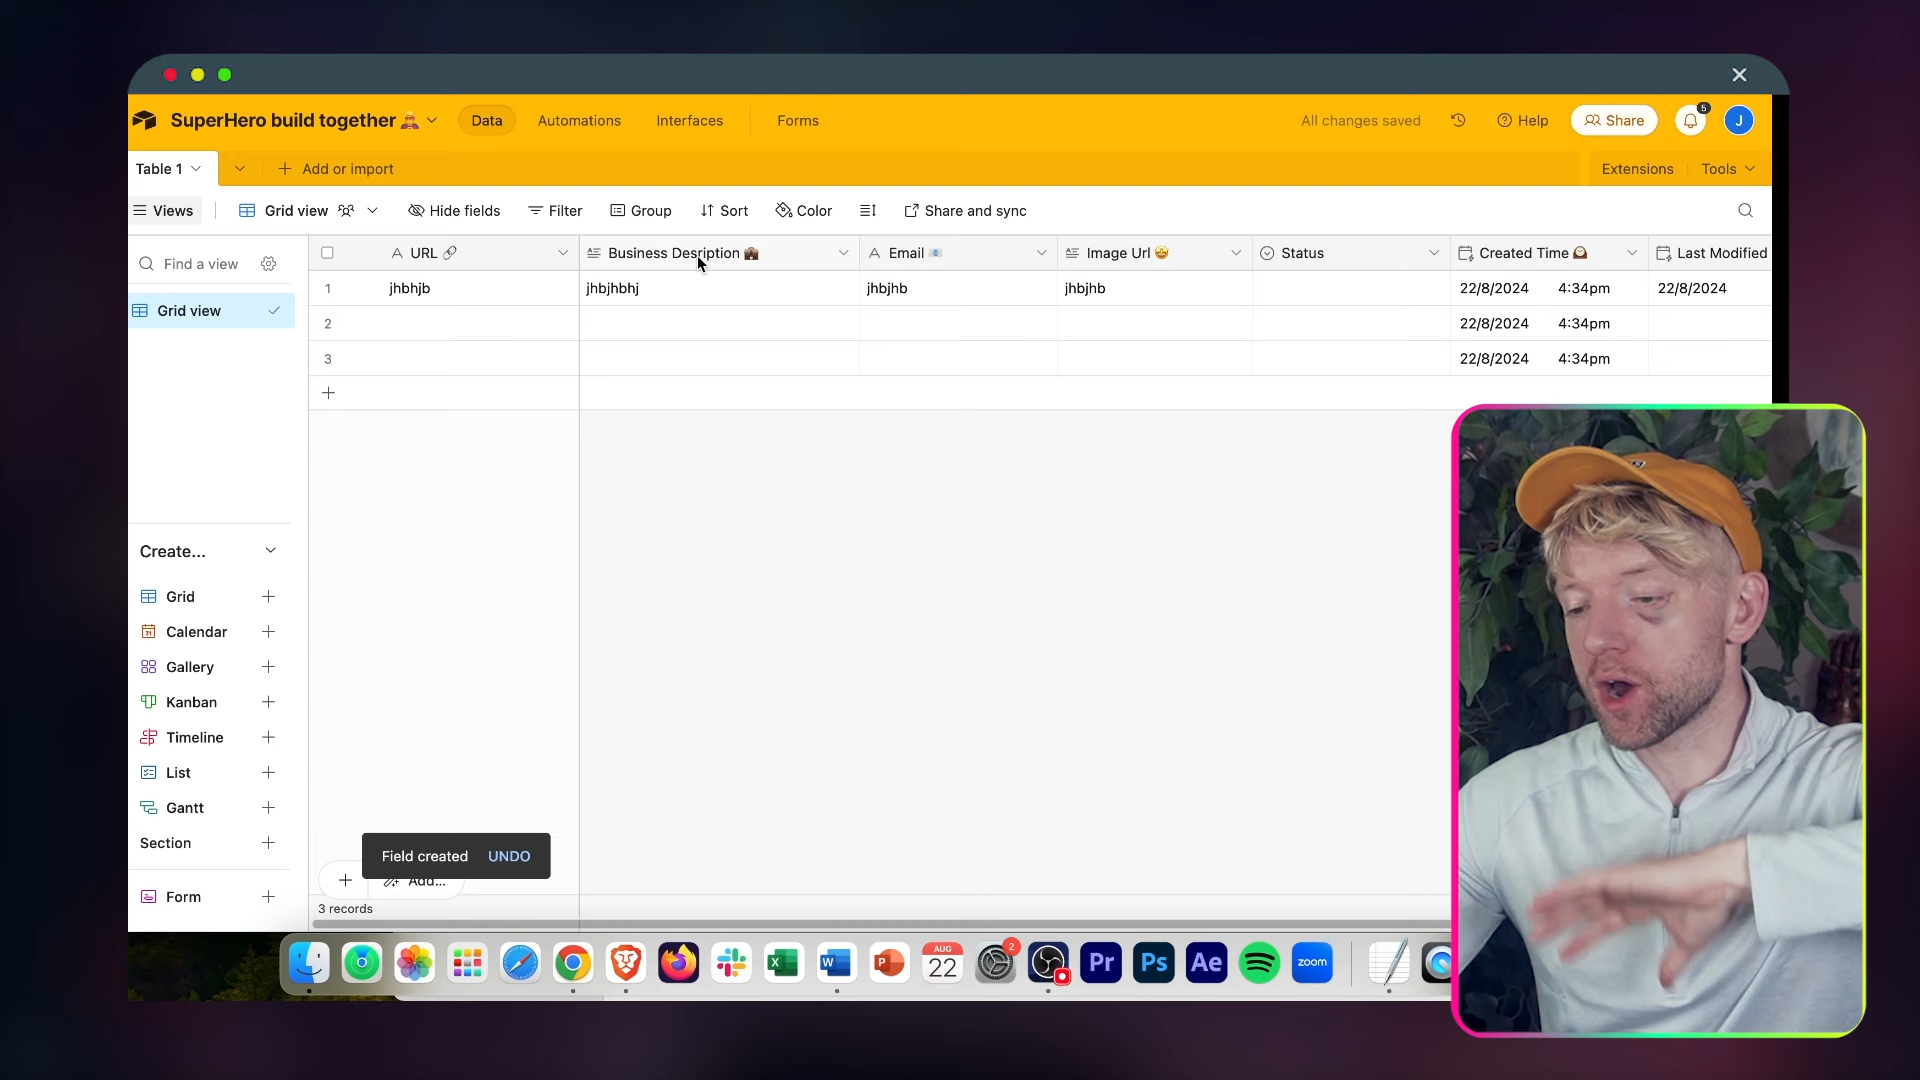 SuperHero build together
Data
Automations
Interfaces
Forms
All changes saved
Help
Share
5
J
Table 1
Add or import
Extensions
Tools
Views
Grid view
Hide fields
Filter
Group
Sort
Color
Share and sync
Find a view
URL
Business Desription
Email
Image Url
Status
Created Time
Last Modified
Grid view
1 jhbhjb jhbjhbhj jhbjhb jhbjhb 22/8/2024 4:34pm 22/8/2024
2 22/8/2024 4:34pm
3 22/8/2024 4:34pm
Create...
Grid
Calendar
Gallery
Kanban
Timeline
List
Gantt
Section
Form
Field created UNDO
Add...
3 records
X
W
P
AUG
22
2
Pr
Ps
Ae
zoom